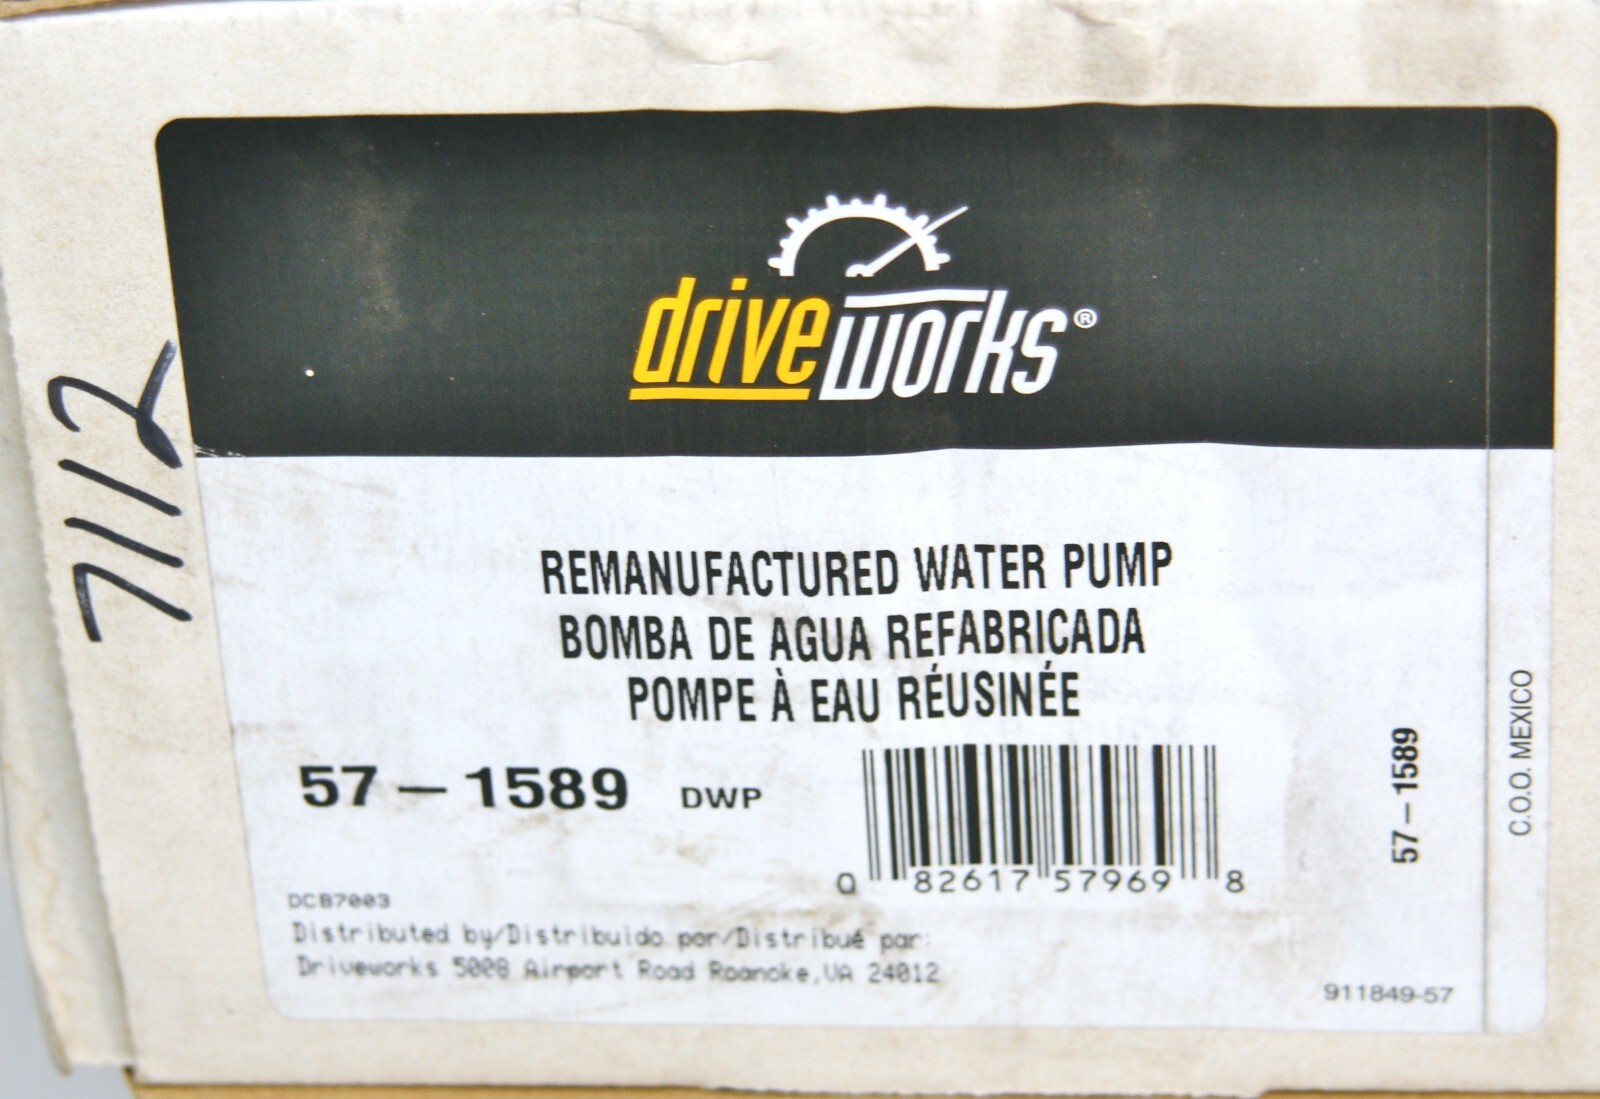 driveworks®
7112
REMANUFACTURED WATER PUMP
BOMBA DE AGUA REFABRICADA
POMPE À EAU RÉUSINÉE
57-1589 DWP
0 82617 57969 8
57-1589
C.O.O. MEXICO
DCB7003
Distributed by/Distribuido por/Distribué par:
Driveworks 5008 Airport Road Roanoke,VA 24012
911849-57